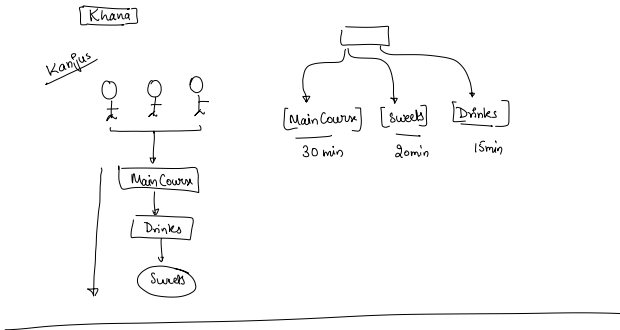 Khana
Kanjus
Main Course
Drinks
Sweets
[Main Course] [Sweets] [Drinks]
30 min 20min 15min